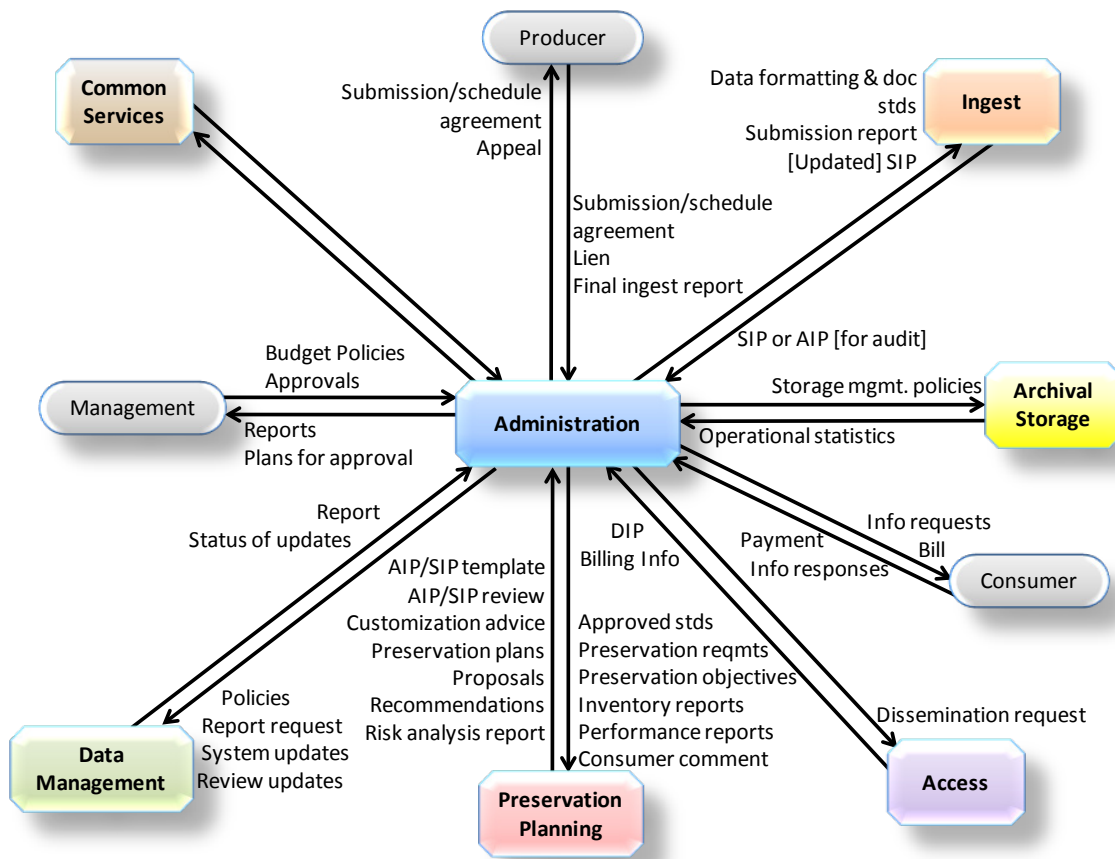 Producer
Common
Services
Submission/schedule
agreement
Appeal
Data formatting & doc
stds
Submission report
[Updated] SIP
Ingest
Submission/schedule
agreement
Lien
Final ingest report
SIP or AIP [for audit]
Budget Policies
Approvals
Management
Reports
Plans for approval
Administration
Storage mgmt. policies
Operational statistics
Archival
Storage
Report
Status of updates
DIP
Billing Info
Payment
Info responses
Info requests
Bill
Consumer
AIP/SIP template
AIP/SIP review
Customization advice
Preservation plans
Proposals
Recommendations
Risk analysis report
Approved stds
Preservation reqmts
Preservation objectives
Inventory reports
Performance reports
Consumer comment
Policies
Report request
System updates
Review updates
Data
Management
Dissemination request
Access
Preservation
Planning